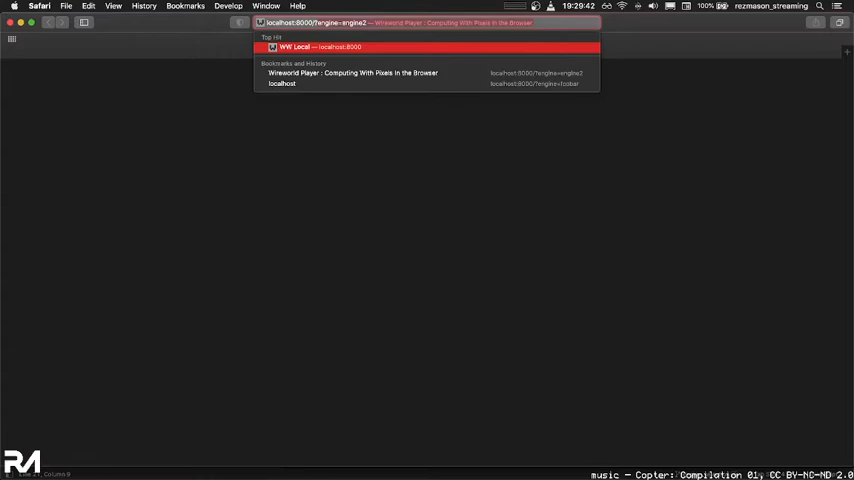 Safari File Edit View History Bookmarks Develop Window Help 100% 19:29:42 rezmason_streaming
localhost:8000/?engine=engine2 — Wireworld Player : Computing With Pixels In the Browser
Top Hit
WW Local — localhost:8000
Bookmarks and History
Wireworld Player : Computing With Pixels In the Browser localhost:8000/?engine=engine2
localhost localhost:8000/?engine=foobar
RM
Column 9
music — Copter: Compilation 01, CC BY-NC-ND 2.0